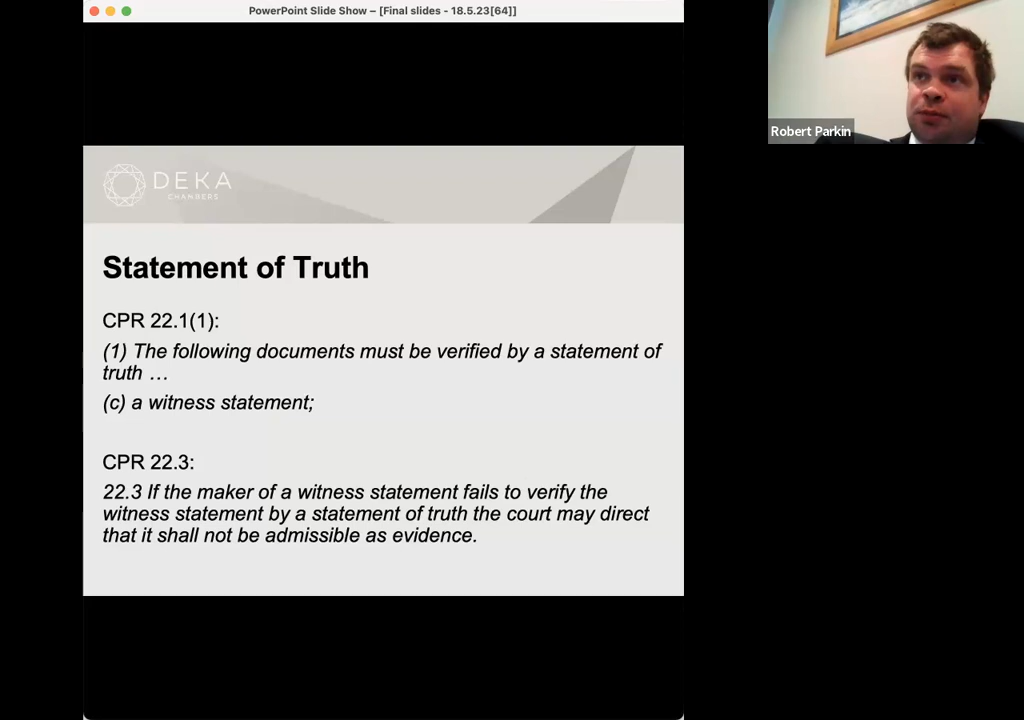 PowerPoint Slide Show – [Final slides - 18.5.23[64]]
Robert Parkin
DEKA
CHAMBERS
Statement of Truth
CPR 22.1(1):
(1) The following documents must be verified by a statement of
truth …
(c) a witness statement;
CPR 22.3:
22.3 If the maker of a witness statement fails to verify the
witness statement by a statement of truth the court may direct
that it shall not be admissible as evidence.